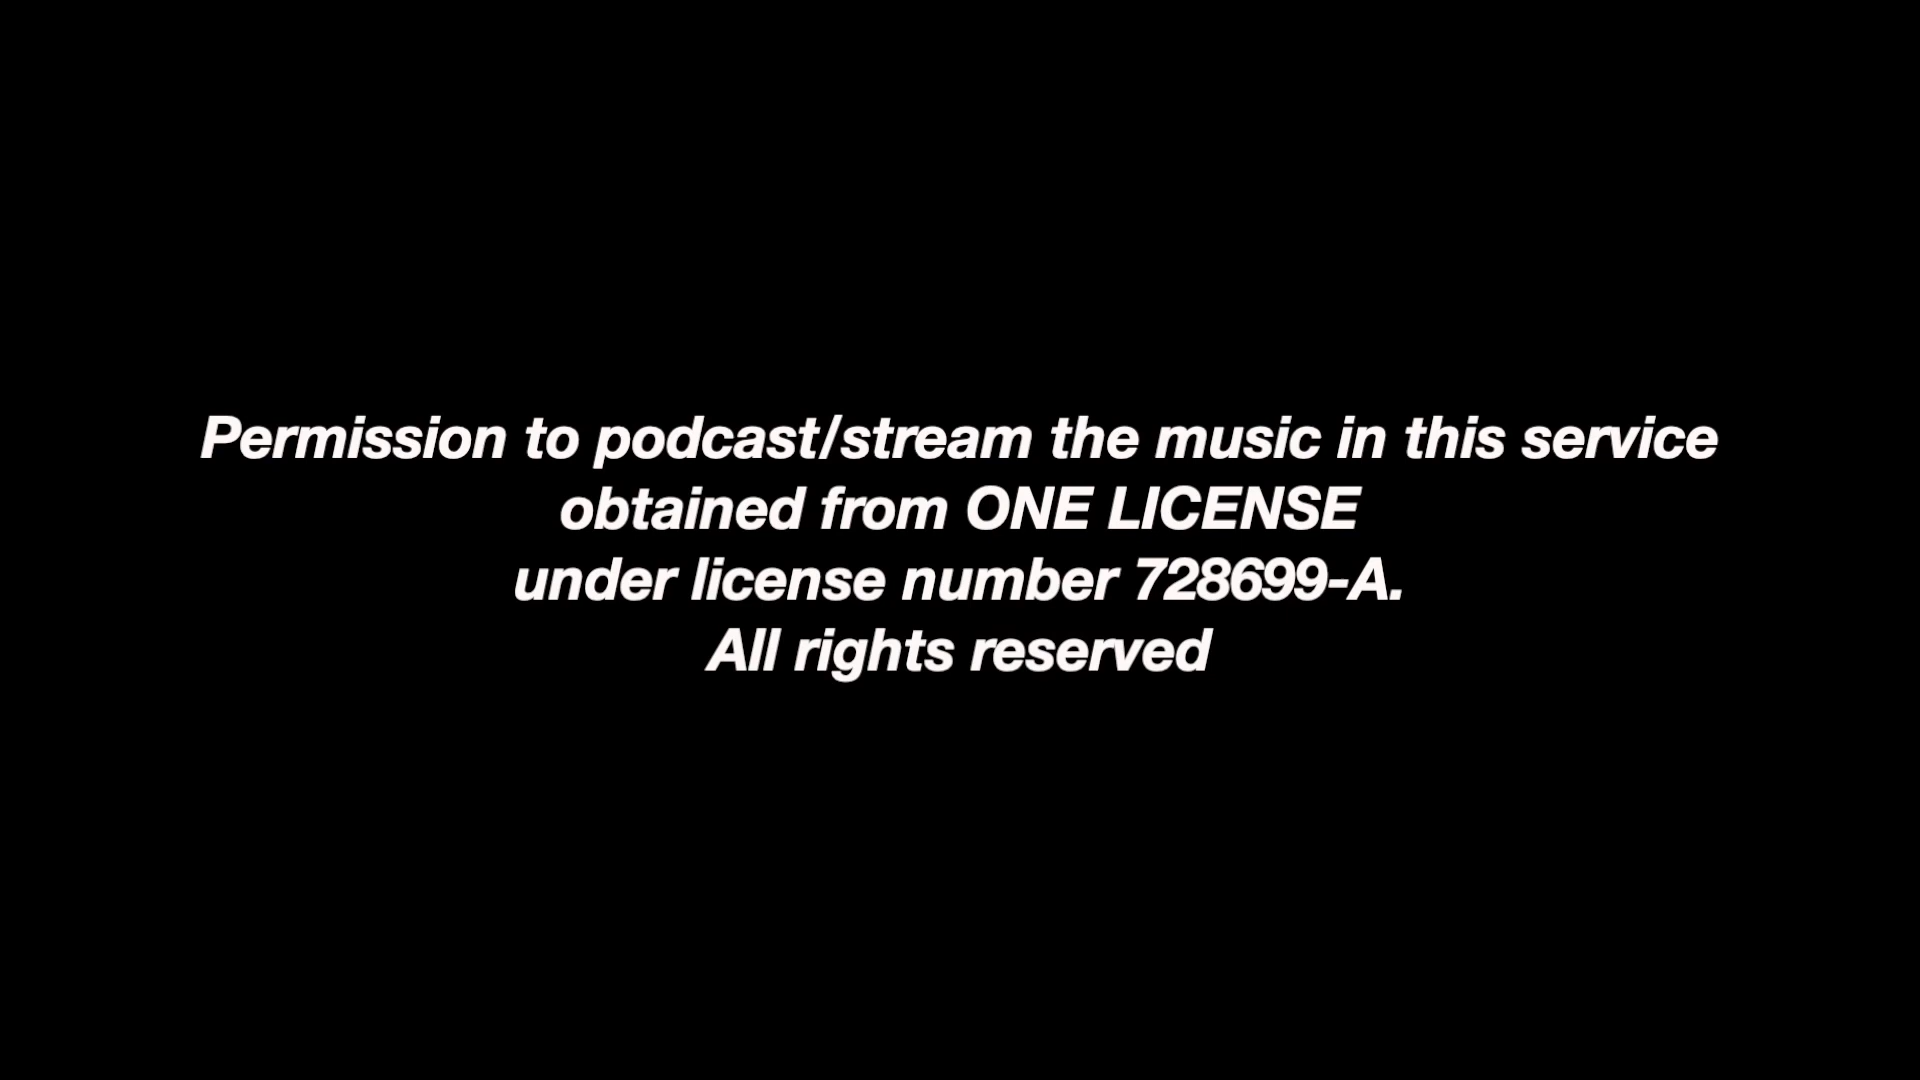 Permission to podcast/stream the music in this service
obtained from ONE LICENSE
under license number 728699-A.
All rights reserved